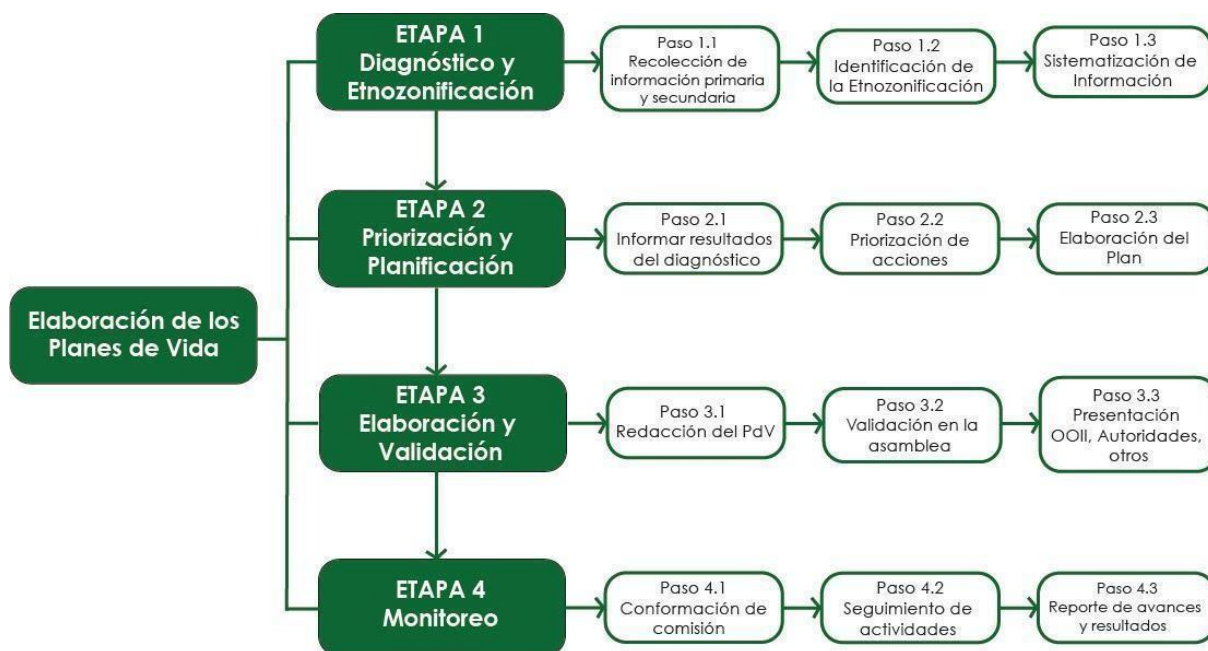 Elaboración de los
Planes de Vida
ETAPA 1
Diagnóstico y
Etnozonificación
Paso 1.1
Recolección de
información primaria
y secundaria
Paso 1.2
Identificación de
la Etnozonificación
Paso 1.3
Sistematización de
Información
ETAPA 2
Priorización y
Planificación
Paso 2.1
Informar resultados
del diagnóstico
Paso 2.2
Priorización de
acciones
Paso 2.3
Elaboración del
Plan
ETAPA 3
Elaboración y
Validación
Paso 3.1
Redacción del PdV
Paso 3.2
Validación en la
asamblea
Paso 3.3
Presentación
OOII, Autoridades,
otros
ETAPA 4
Monitoreo
Paso 4.1
Conformación de
comisión
Paso 4.2
Seguimiento de
actividades
Paso 4.3
Reporte de avances
y resultados